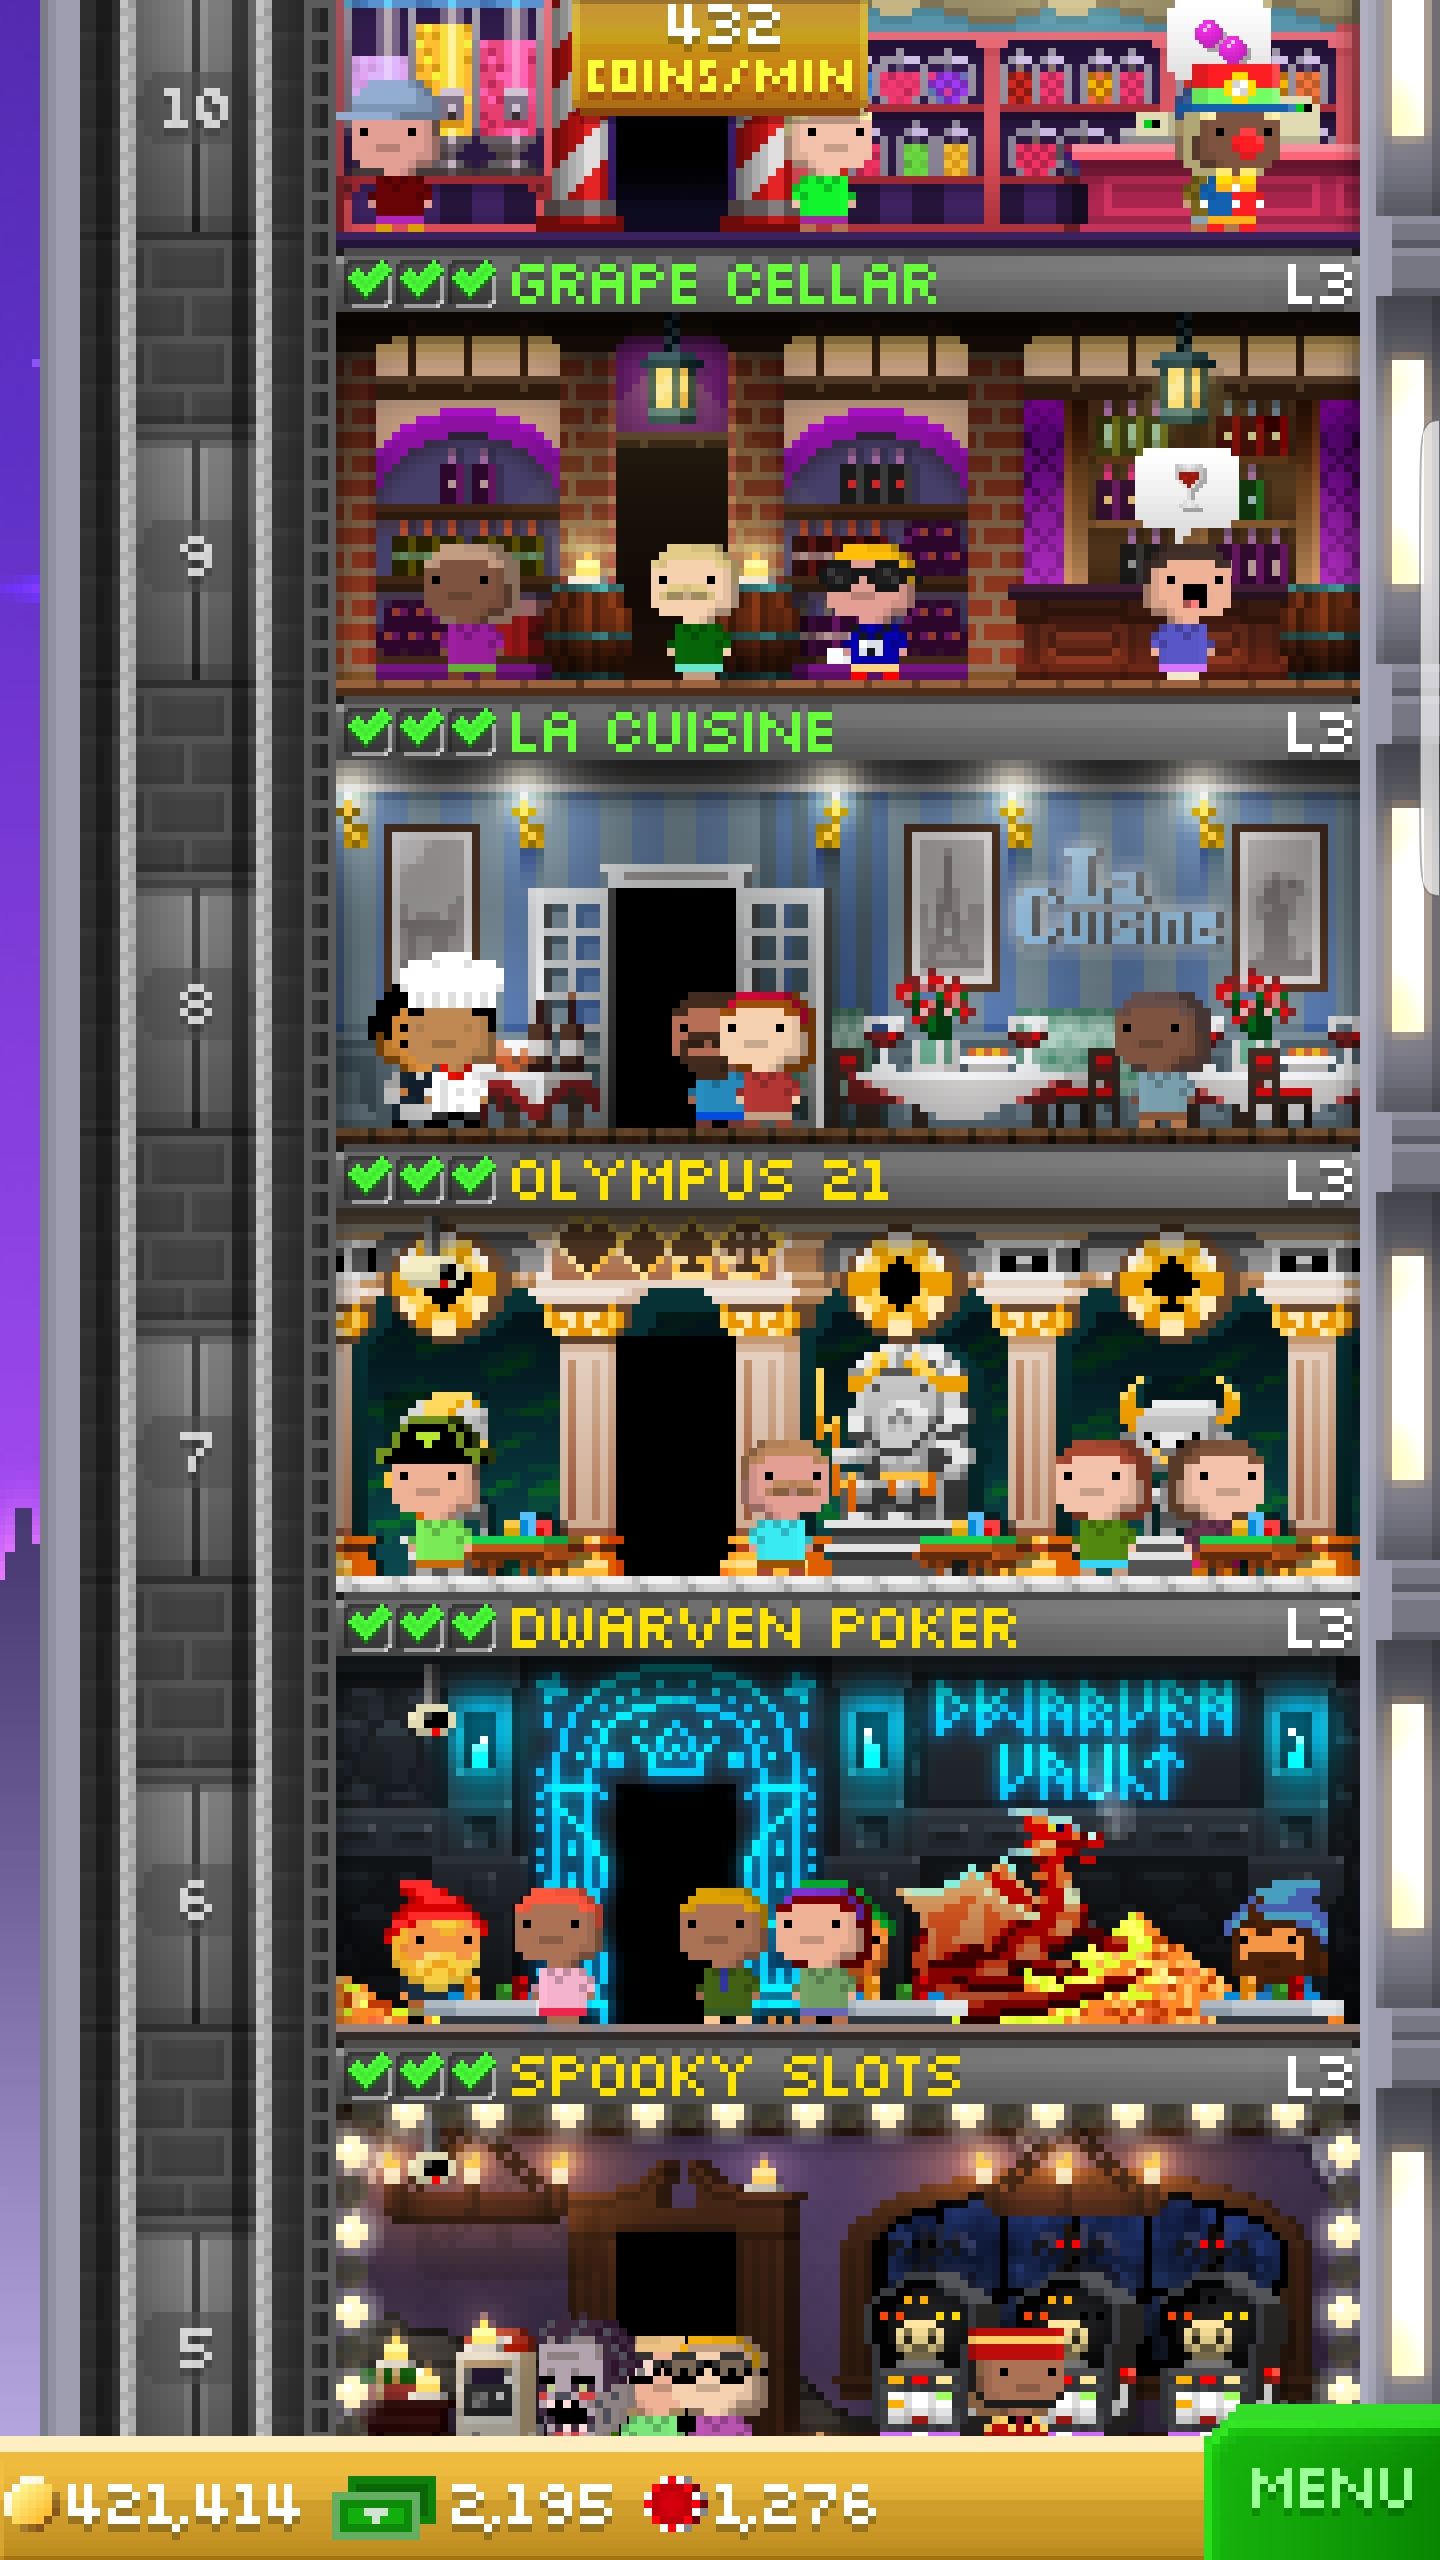 432
COINS/MIN
10
GRAPE CELLAR L3
9
LA CUISINE L3
La
Cuisine
8
OLYMPUS 21 L3
7
DWARVEN POKER L3
DWARVEN
VAULT
6
SPOOKY SLOTS L3
5
421,414 2,195 1,276
MENU